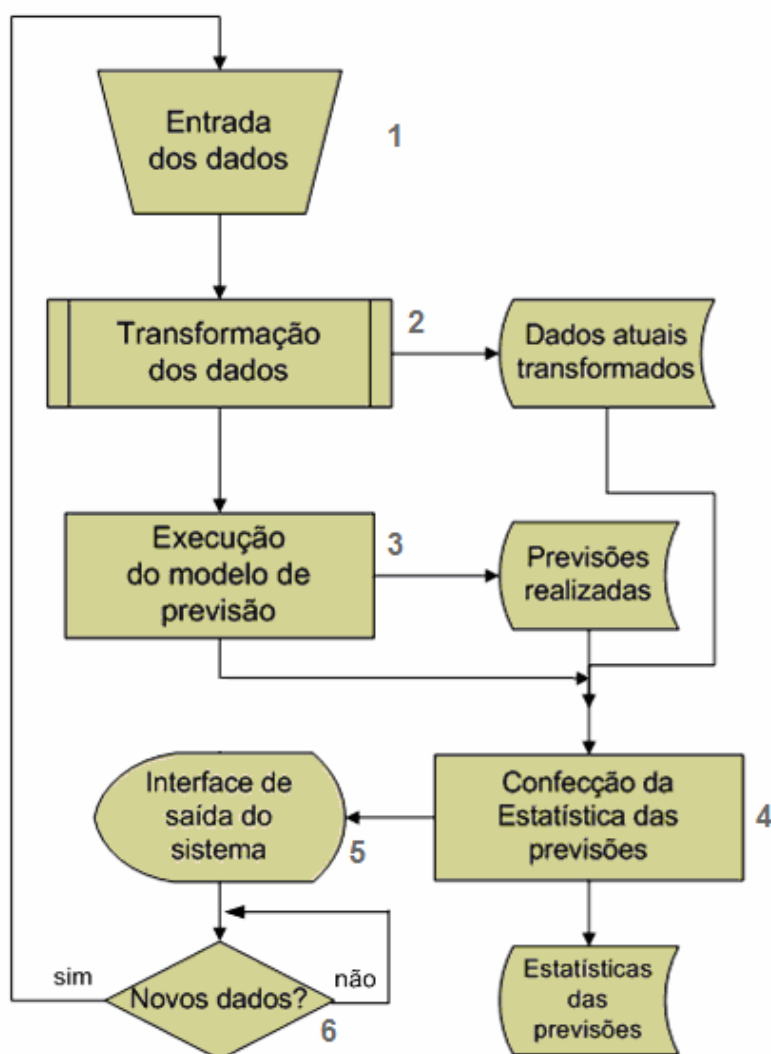 Entrada
dos dados
1
Transformação
dos dados
2
Dados atuais
transformados
Execução
do modelo de
previsão
3
Previsões
realizadas
Confecção da
Estatística das
previsões
4
Interface de
saída do
sistema
5
Novos dados?
sim
não
6
Estatísticas
das
previsões